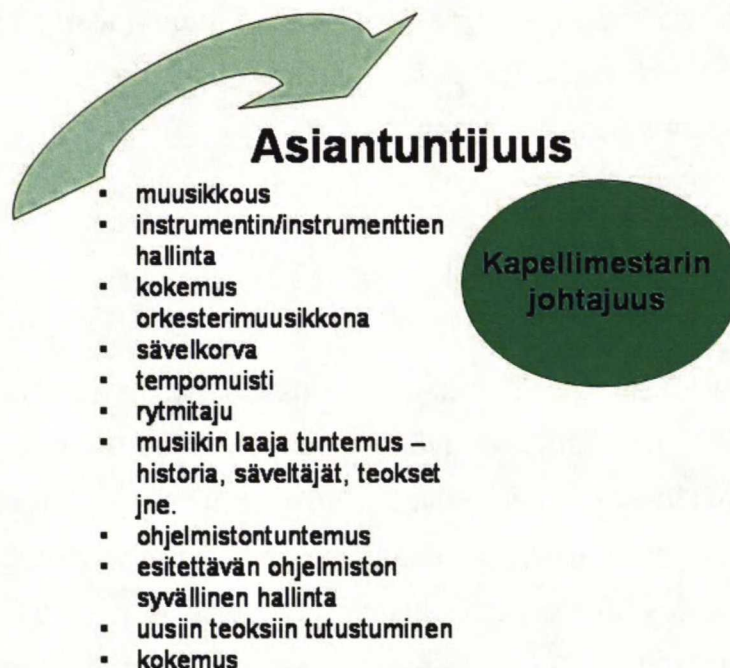 Asiantuntijuus
▪ muusikkous
▪ instrumentin/instrumenttien
hallinta
▪ kokemus
orkesterimuusikkona
▪ sävelkorva
▪ tempomuisti
▪ rytmitaju
▪ musiikin laaja tuntemus –
historia, säveltäjät, teokset
jne.
▪ ohjelmistontuntemus
▪ esitettävän ohjelmiston
syvällinen hallinta
▪ uusiin teoksiin tutustuminen
▪ kokemus
Kapellimestarin
johtajuus